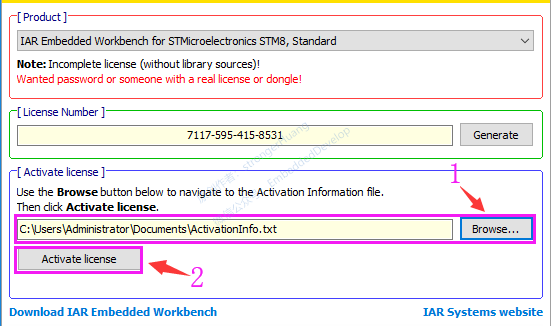 [ Product ]
IAR Embedded Workbench for STMicroelectronics STM8, Standard
Note: Incomplete license (without library sources)!
Wanted password or someone with a real license or dongle!
[ License Number ]
7117-595-415-8531
Generate
[ Activate license ]
Use the Browse button below to navigate to the Activation Information file.
Then click Activate license.
1
C:\Users\Administrator\Documents\ActivationInfo.txt
Browse...
Activate license
2
Download IAR Embedded Workbench
IAR Systems website